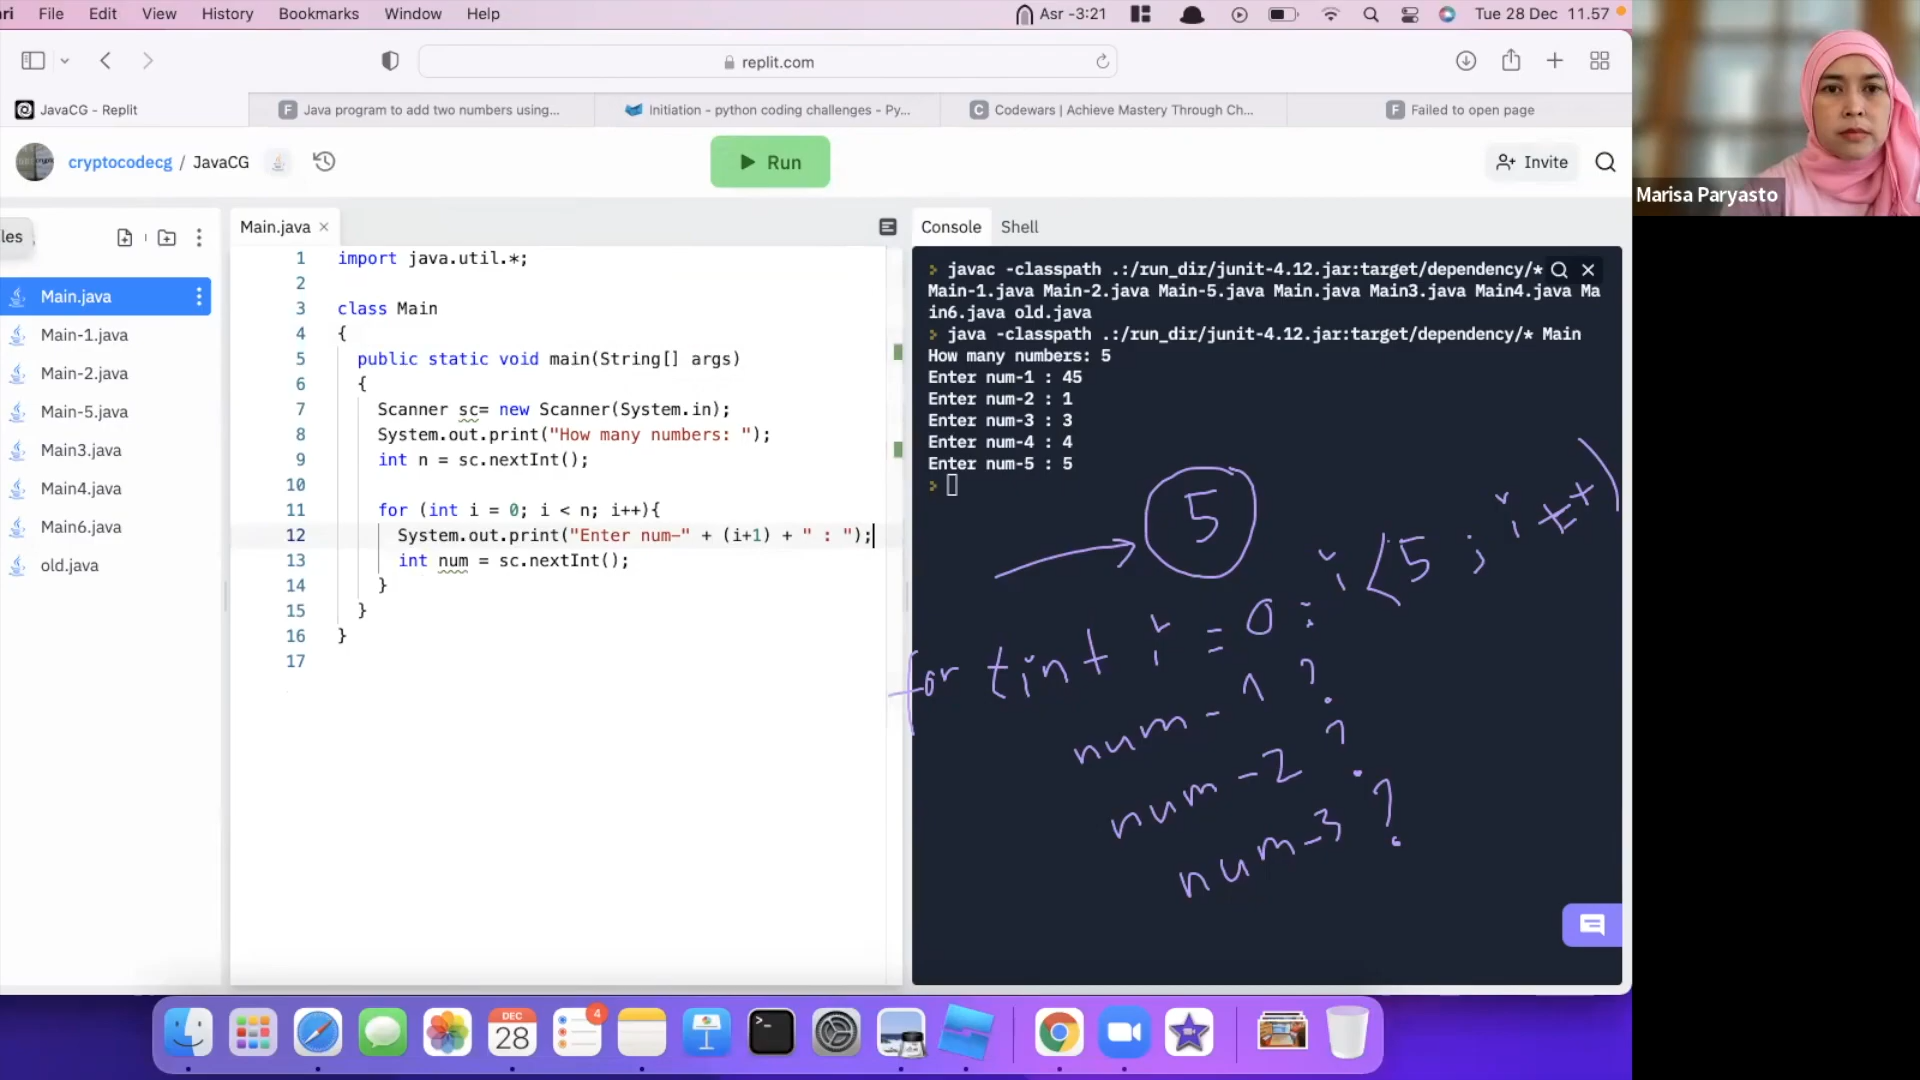 ri File Edit View History Bookmarks Window Help Asr -3:21 Tue 28 Dec 11.57
replit.com
JavaCG - Replit
Java program to add two numbers using...
Initiation - python coding challenges - Py...
Codewars | Achieve Mastery Through Ch...
Failed to open page
cryptocodecg / JavaCG
Run
Invite
Marisa Paryasto
les
Main.java
Main-1.java
Main-2.java
Main-5.java
Main3.java
Main4.java
Main6.java
old.java
Main.java
1 import java.util.*;
2
3 class Main
4 {
5 public static void main(String[] args)
6 {
7 Scanner sc= new Scanner(System.in);
8 System.out.print("How many numbers: ");
9 int n = sc.nextInt();
10
11 for (int i = 0; i < n; i++){
12 System.out.print("Enter num-" + (i+1) + " : ");
13 int num = sc.nextInt();
14 }
15 }
16 }
17
Console Shell
> javac -classpath .:/run_dir/junit-4.12.jar:target/dependency/*
Main-1.java Main-2.java Main-5.java Main.java Main3.java Main4.java Ma
in6.java old.java
> java -classpath .:/run_dir/junit-4.12.jar:target/dependency/* Main
How many numbers: 5
Enter num-1 : 45
Enter num-2 : 1
Enter num-3 : 3
Enter num-4 : 4
Enter num-5 : 5
>
5
for (int i = 0 ; i < 5 ; i++)
num-1 ?
num-2 ?
num-3 ?
4
DEC
28